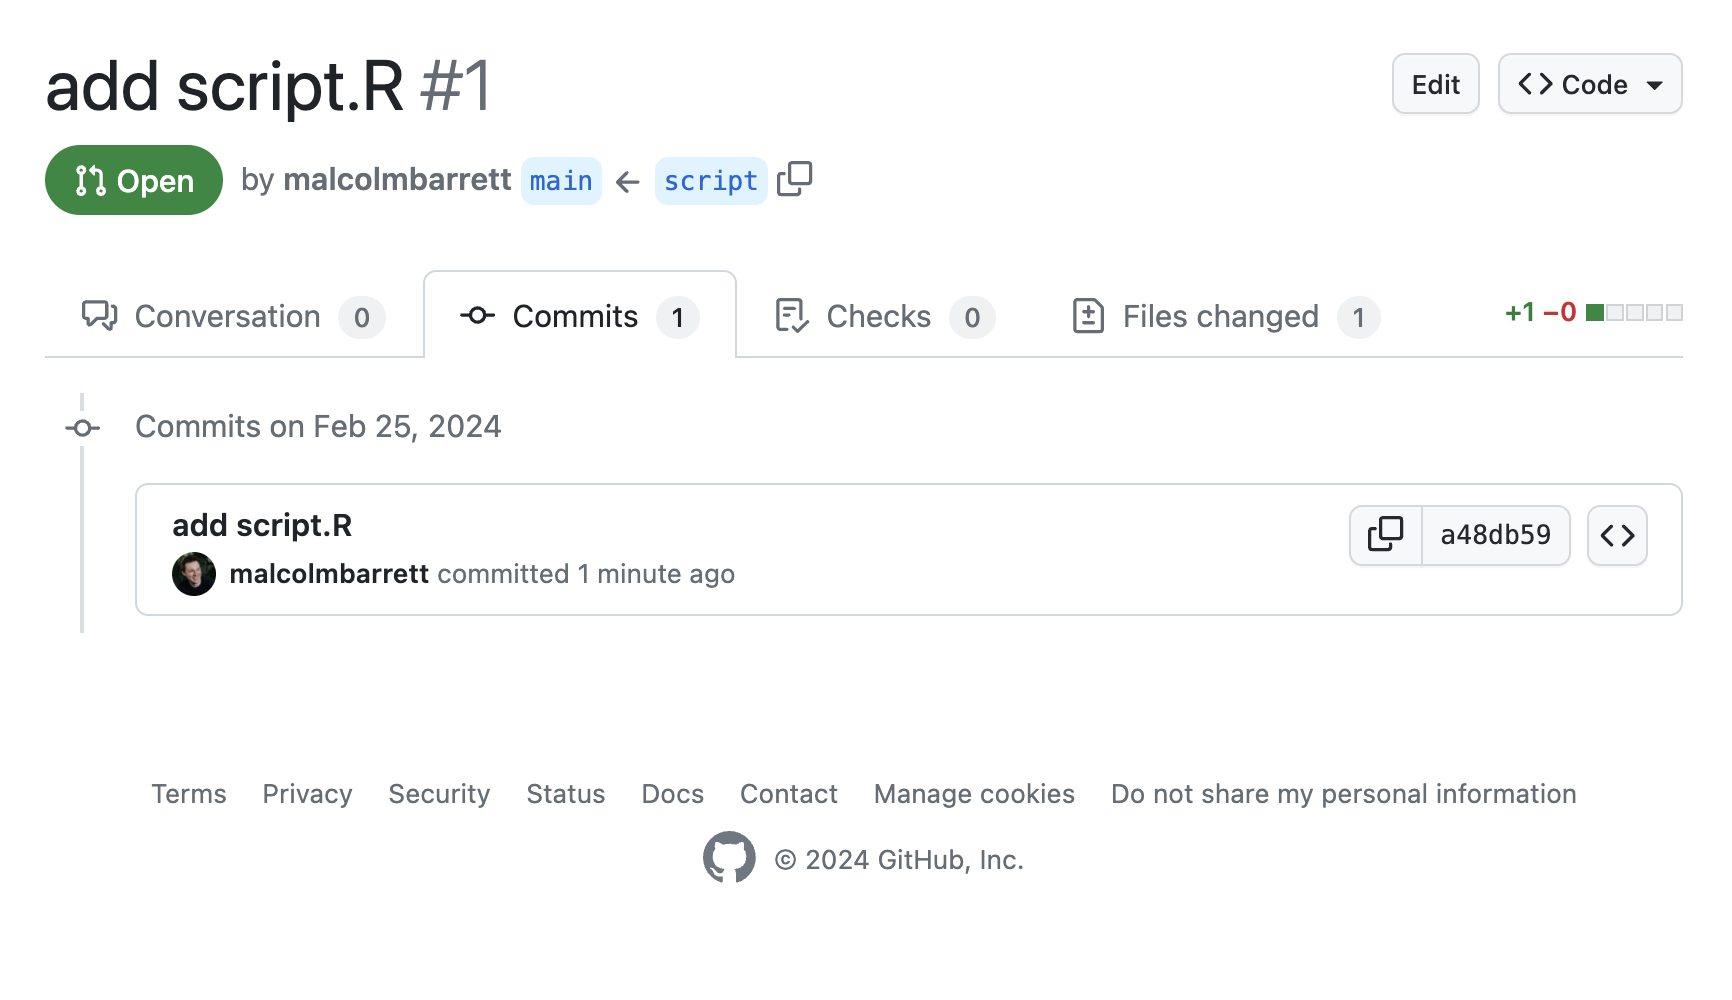 add script.R #1
Edit
Code
Open
by malcolmbarrett main ← script
Conversation 0
Commits 1
Checks 0
Files changed 1
+1 −0
Commits on Feb 25, 2024
add script.R
a48db59
malcolmbarrett committed 1 minute ago
Terms Privacy Security Status Docs Contact Manage cookies Do not share my personal information
© 2024 GitHub, Inc.